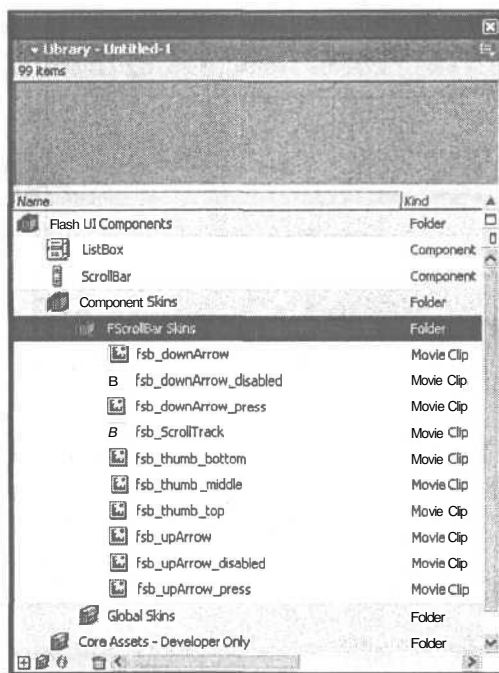 Library - Untitled-1
99 items
Name Kind
Flash UI Components Folder
ListBox Component
ScrollBar Component
Component Skins Folder
FScrollBar Skins Folder
fsb_downArrow Movie Clip
B fsb_downArrow_disabled Movie Clip
fsb_downArrow_press Movie Clip
B fsb_ScrollTrack Movie Clip
fsb_thumb_bottom Movie Clip
fsb_thumb_middle Movie Clip
fsb_thumb_top Movie Clip
fsb_upArrow Movie Clip
fsb_upArrow_disabled Movie Clip
fsb_upArrow_press Movie Clip
Global Skins Folder
Core Assets - Developer Only Folder